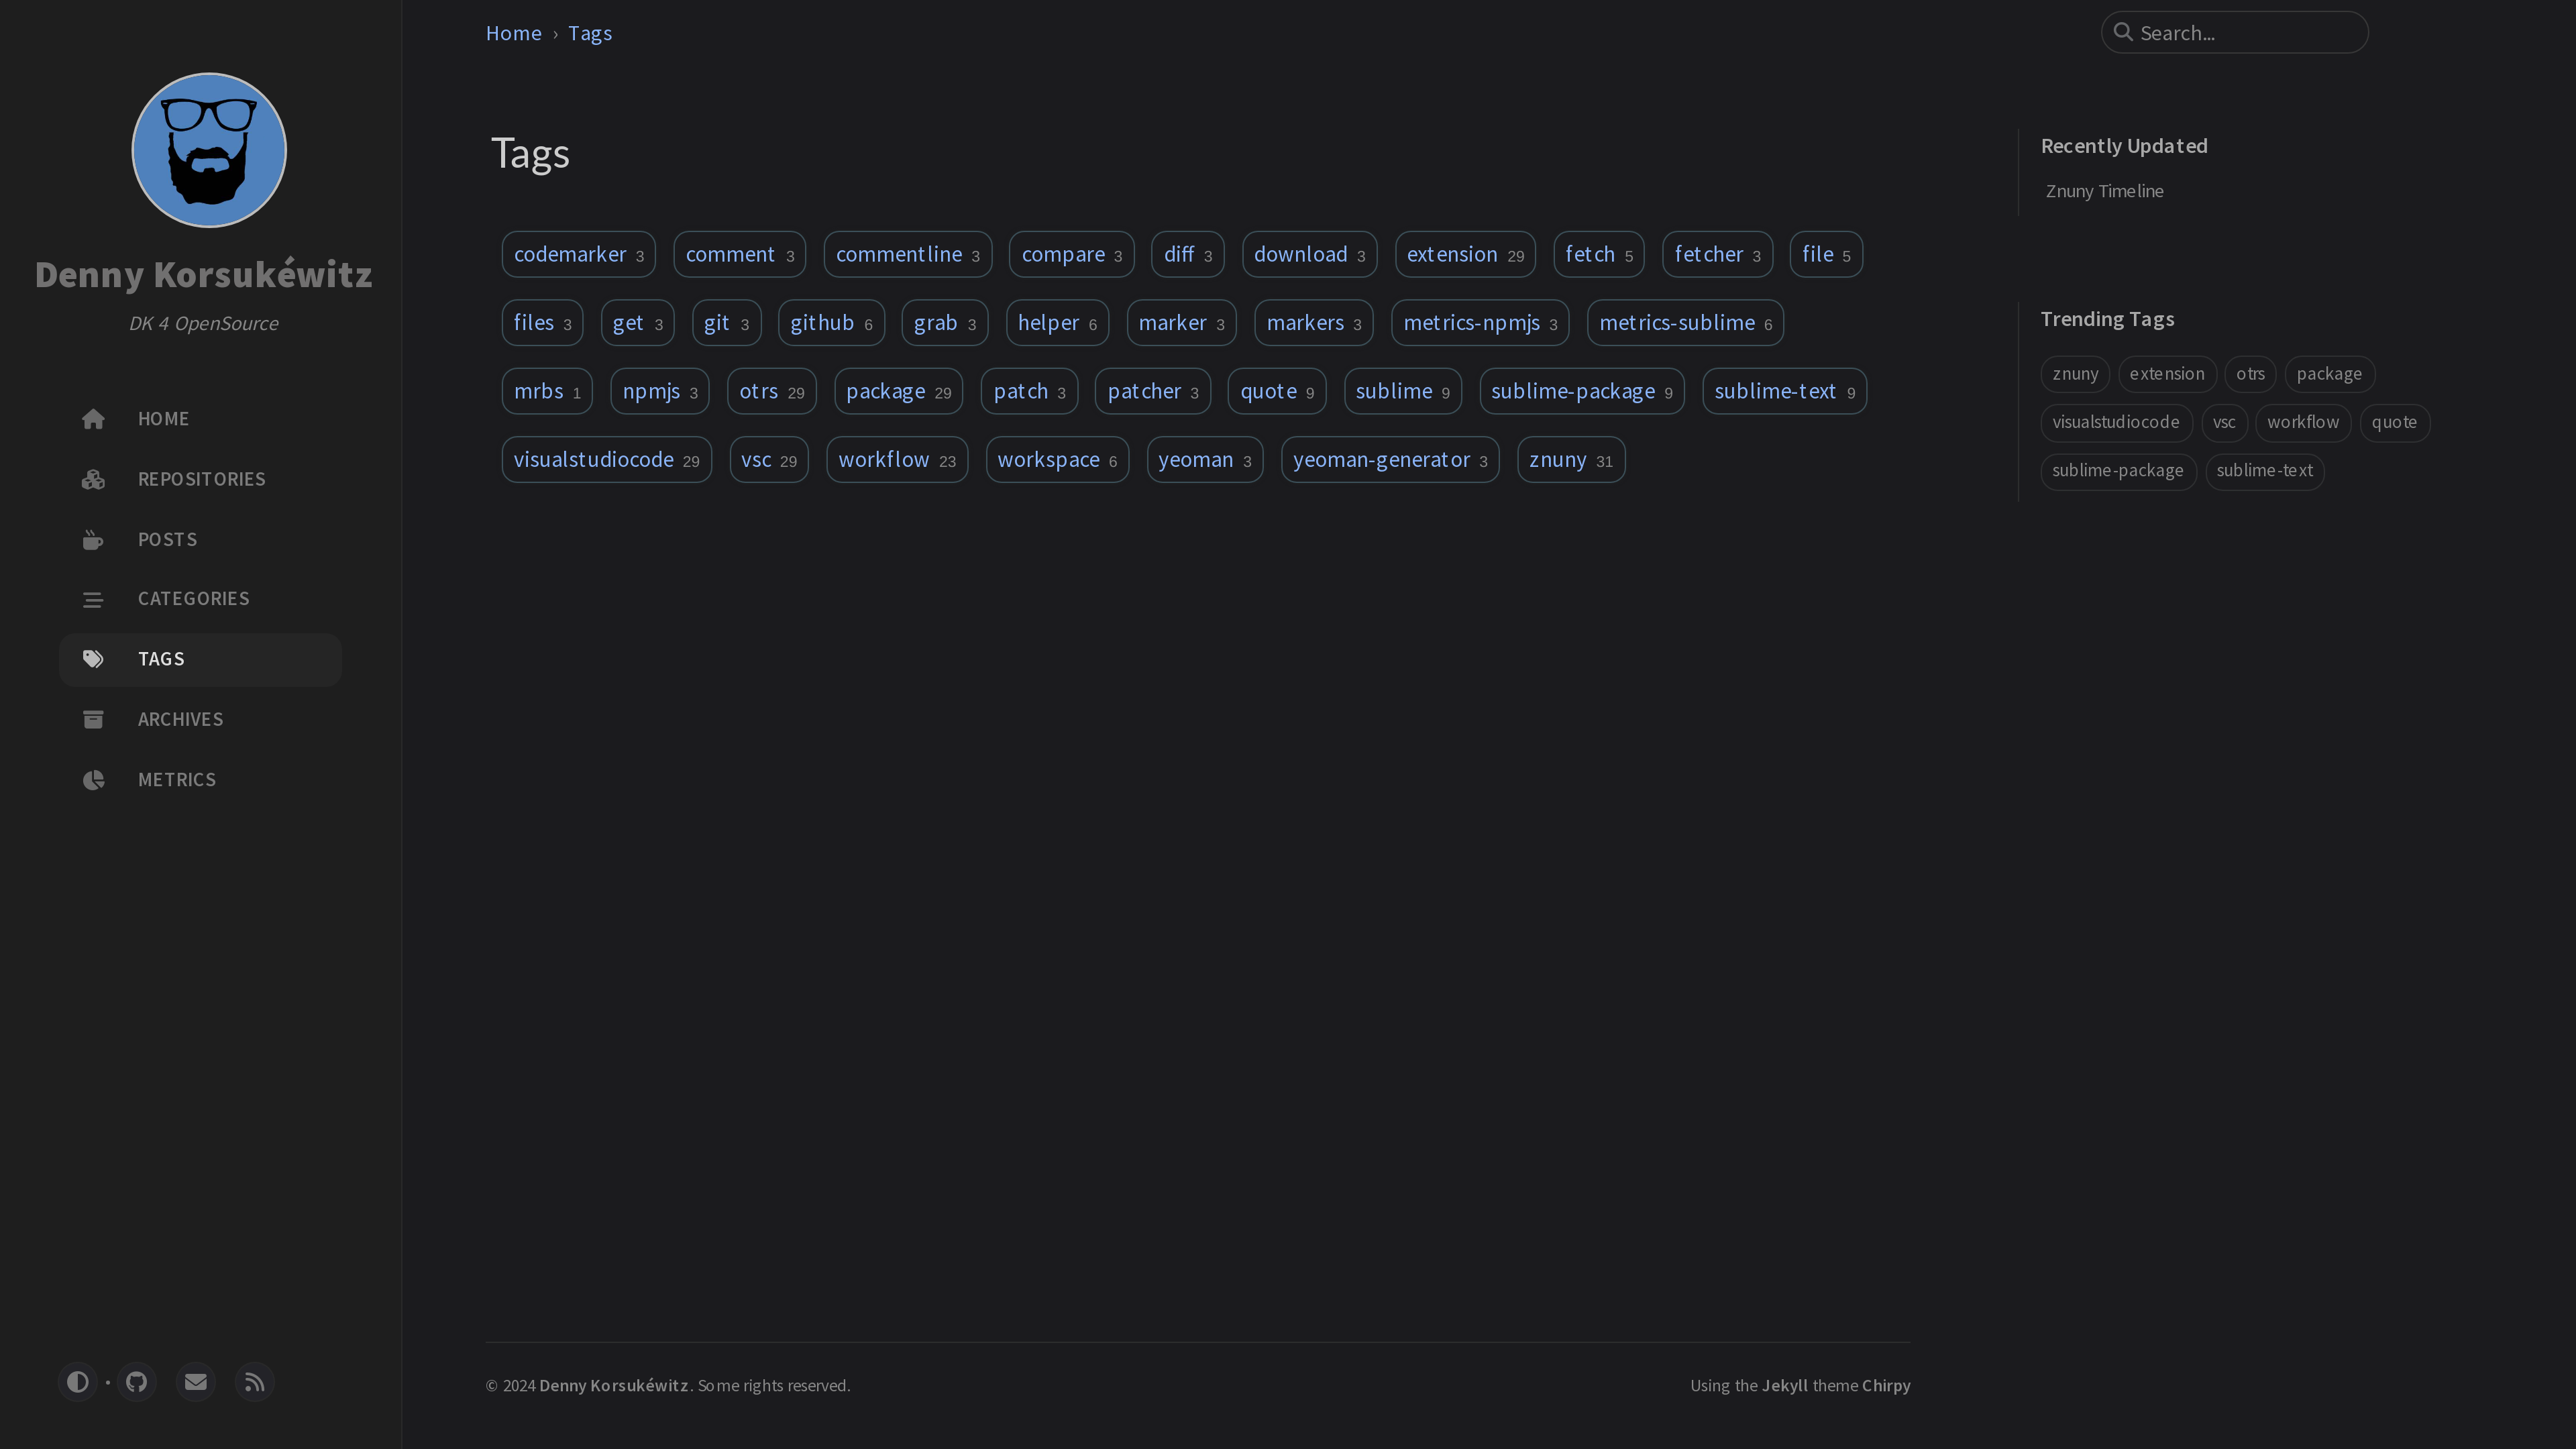 Denny Korsukéwitz
DK 4 OpenSource
HOME
REPOSITORIES
POSTS
CATEGORIES
TAGS
ARCHIVES
METRICS
Home › Tags
Search...
Tags
codemarker 3 comment 3 commentline 3 compare 3 diff 3 download 3 extension 29 fetch 5 fetcher 3 file 5
files 3 get 3 git 3 github 6 grab 3 helper 6 marker 3 markers 3 metrics-npmjs 3 metrics-sublime 6
mrbs 1 npmjs 3 otrs 29 package 29 patch 3 patcher 3 quote 9 sublime 9 sublime-package 9 sublime-text 9
visualstudiocode 29 vsc 29 workflow 23 workspace 6 yeoman 3 yeoman-generator 3 znuny 31
Recently Updated
Znuny Timeline
Trending Tags
znuny extension otrs package
visualstudiocode vsc workflow quote
sublime-package sublime-text
© 2024 Denny Korsukéwitz. Some rights reserved.
Using the Jekyll theme Chirpy